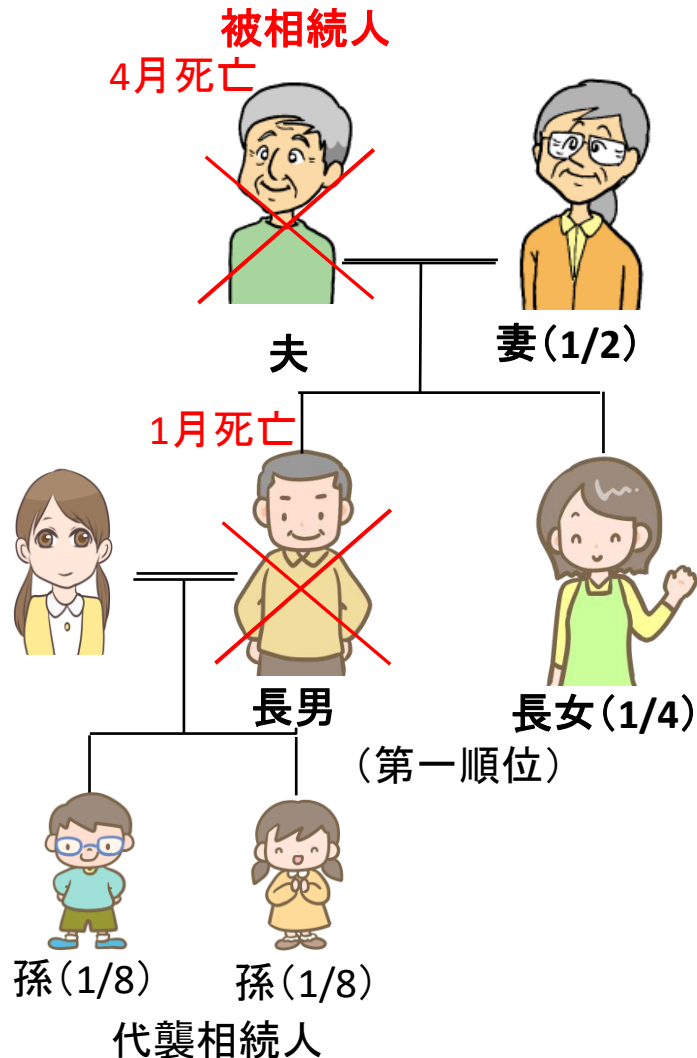 被相続人
4月死亡
夫
妻（1/2）
1月死亡
長男
長女（1/4）
（第一順位）
孫（1/8）
孫（1/8）
代襲相続人